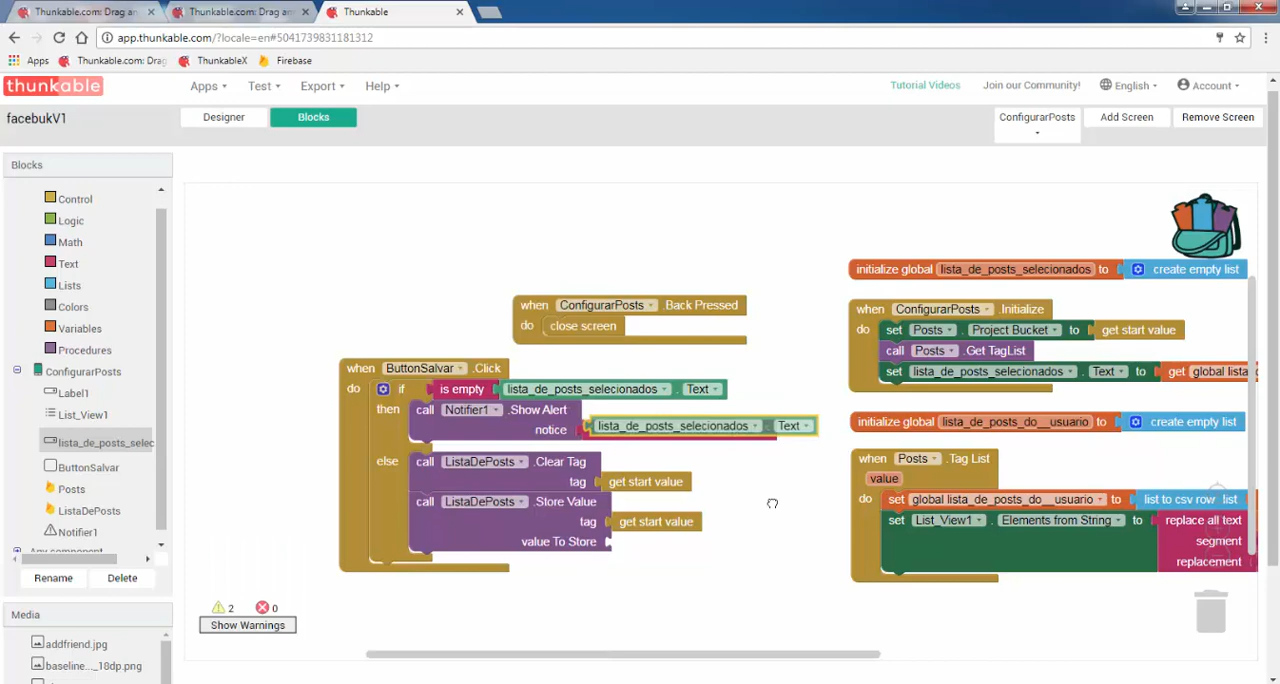 Thunkable.com: Drag an
Thunkable.com: Drag an
Thunkable
app.thunkable.com/?locale=en#5041739831181312
Apps
Thunkable.com: Drag
ThunkableX
Firebase
thunkable
Apps
Test
Export
Help
Tutorial Videos
Join our Community!
English
Account
facebukV1
Designer
Blocks
ConfigurarPosts
Add Screen
Remove Screen
Blocks
Control
Logic
Math
Text
Lists
Colors
Variables
Procedures
ConfigurarPosts
Label1
List_View1
lista_de_posts_selec
ButtonSalvar
Posts
ListaDePosts
Notifier1
Any component
Rename
Delete
Media
addfriend.jpg
baseline..._18dp.png
when ConfigurarPosts .Back Pressed
do close screen
when ButtonSalvar .Click
do if is empty lista_de_posts_selecionados . Text
then call Notifier1 .Show Alert
notice lista_de_posts_selecionados . Text
else call ListaDePosts .Clear Tag
tag get start value
call ListaDePosts .Store Value
tag get start value
value To Store
initialize global lista_de_posts_selecionados to create empty list
when ConfigurarPosts .Initialize
do set Posts . Project Bucket to get start value
call Posts .Get TagList
set lista_de_posts_selecionados . Text to get global lista
initialize global lista_de_posts_do__usuario to create empty list
when Posts .Tag List
value
do set global lista_de_posts_do__usuario to list to csv row list
set List_View1 . Elements from String to replace all text
segment
replacement
2 0
Show Warnings